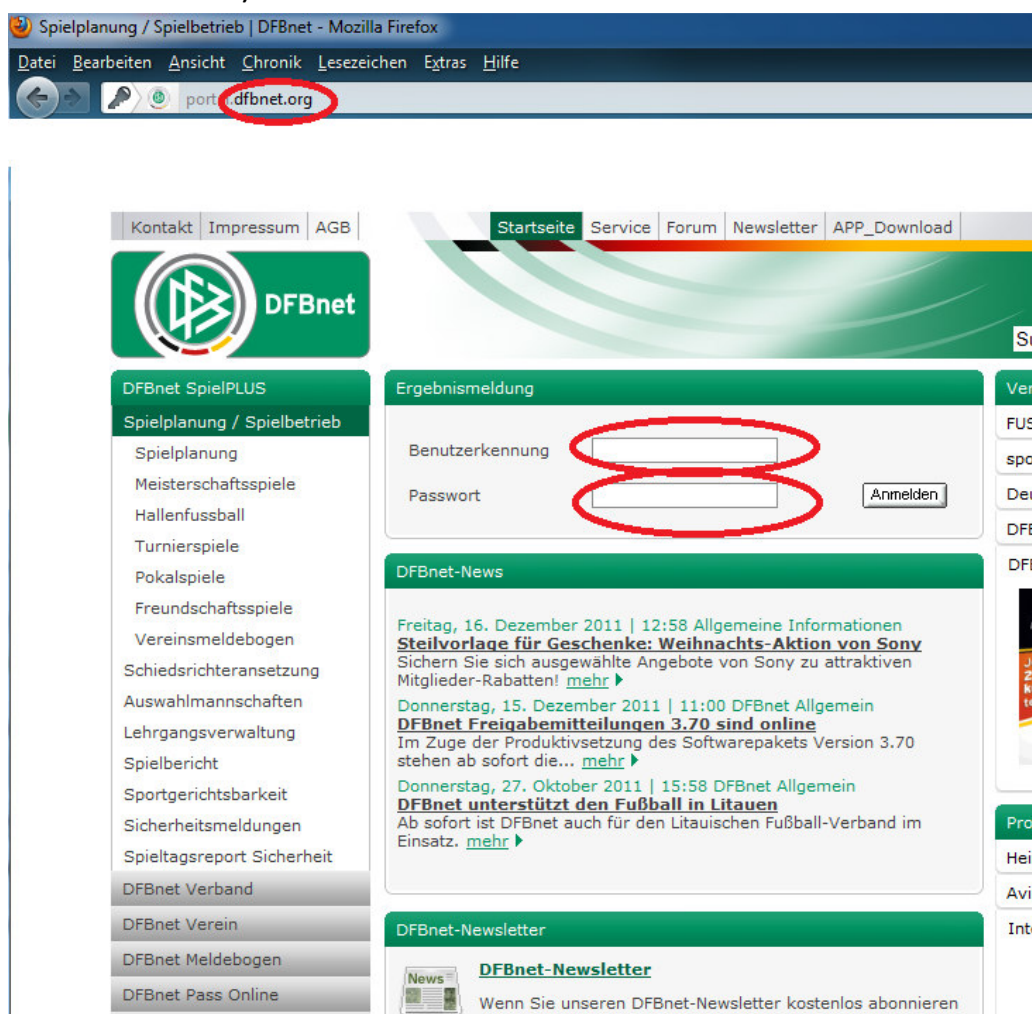 Spielplanung / Spielbetrieb | DFBnet - Mozilla Firefox
Datei Bearbeiten Ansicht Chronik Lesezeichen Extras Hilfe
dfbnet.org
Kontakt Impressum AGB
Startseite Service Forum Newsletter APP_Download
DFBnet
DFBnet SpielPLUS
Spielplanung / Spielbetrieb
Spielplanung
Meisterschaftsspiele
Hallenfussball
Turnierspiele
Pokalspiele
Freundschaftsspiele
Vereinsmeldebogen
Schiedsrichteransetzung
Auswahlmannschaften
Lehrgangsverwaltung
Spielbericht
Sportgerichtsbarkeit
Sicherheitsmeldungen
Spieltagsreport Sicherheit
DFBnet Verband
DFBnet Verein
DFBnet Meldebogen
DFBnet Pass Online
Ergebnismeldung
Benutzerkennung
Passwort
Anmelden
DFBnet-News
Freitag, 16. Dezember 2011 | 12:58 Allgemeine Informationen
Steilvorlage für Geschenke: Weihnachts-Aktion von Sony
Sichern Sie sich ausgewählte Angebote von Sony zu attraktiven
Mitglieder-Rabatten! mehr
Donnerstag, 15. Dezember 2011 | 11:00 DFBnet Allgemein
DFBnet Freigabemitteilungen 3.70 sind online
Im Zuge der Produktivsetzung des Softwarepakets Version 3.70
stehen ab sofort die... mehr
Donnerstag, 27. Oktober 2011 | 15:58 DFBnet Allgemein
DFBnet unterstützt den Fußball in Litauen
Ab sofort ist DFBnet auch für den Litauischen Fußball-Verband im
Einsatz. mehr
DFBnet-Newsletter
News
DFBnet-Newsletter
Wenn Sie unseren DFBnet-Newsletter kostenlos abonnieren